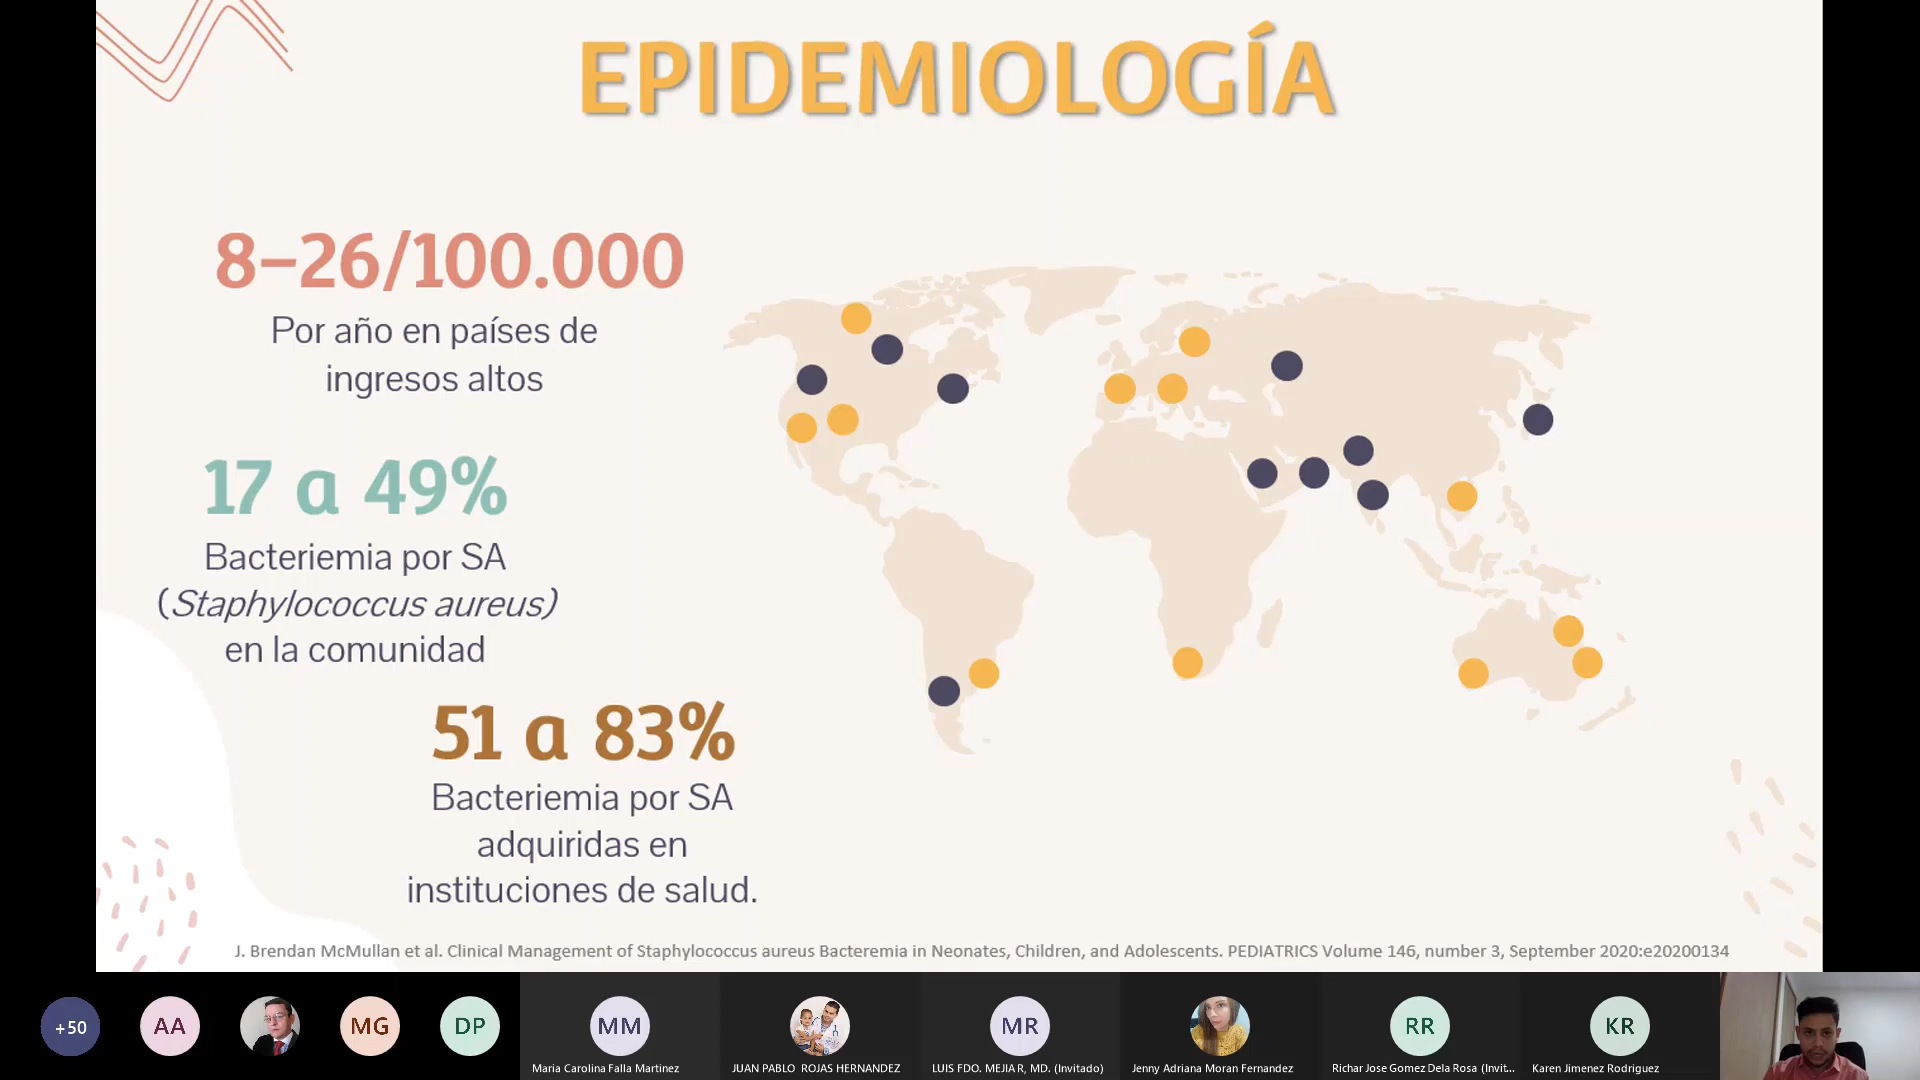 EPIDEMIOLOGÍA
8–26/100.000
Por año en países de
ingresos altos
17 a 49%
Bacteriemia por SA
(Staphylococcus aureus)
en la comunidad
51 a 83%
Bacteriemia por SA
adquiridas en
instituciones de salud.
J. Brendan McMullan et al. Clinical Management of Staphylococcus aureus Bacteremia in Neonates, Children, and Adolescents. PEDIATRICS Volume 146, number 3, September 2020:e20200134
+50
AA
MG
DP
MM
MR
RR
KR
Maria Carolina Falla Martinez
JUAN PABLO ROJAS HERNANDEZ
LUIS FDO. MEJIA R, MD. (Invitado)
Jenny Adriana Moran Fernandez
Richar Jose Gomez Dela Rosa (Invit...
Karen Jimenez Rodriguez